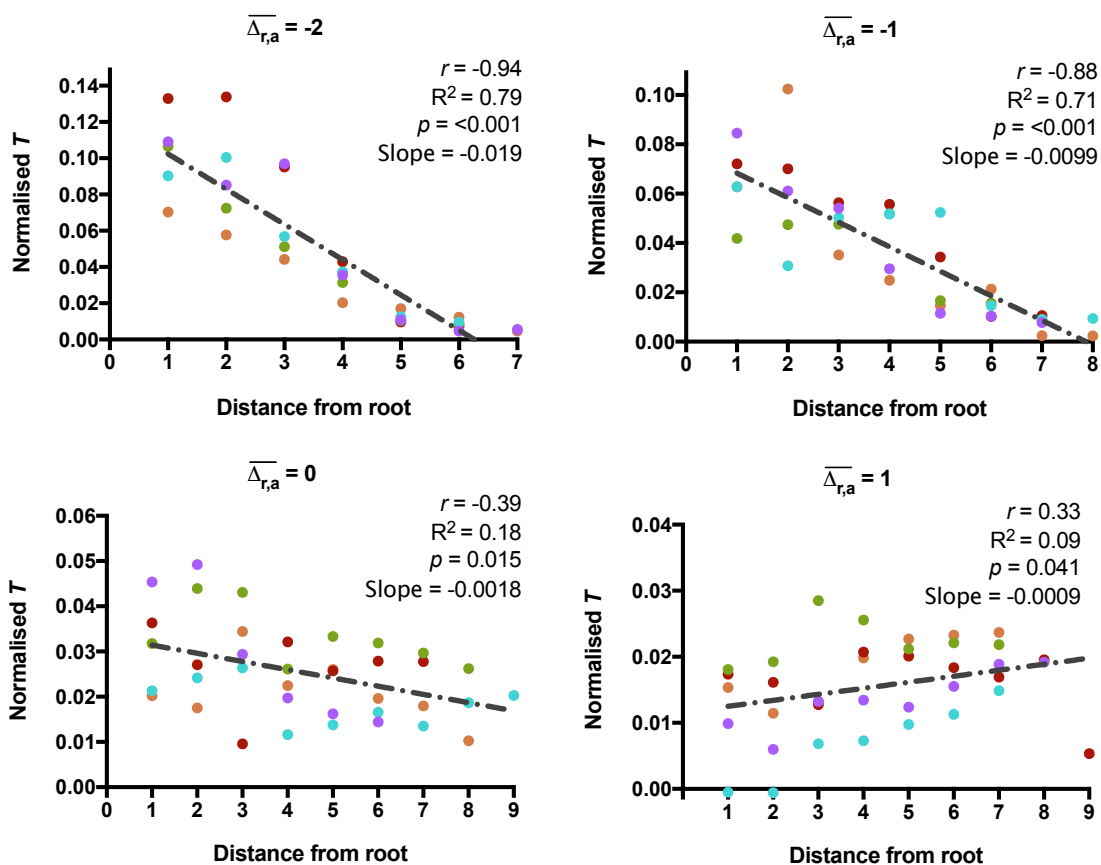 Δr,a = -2
r = -0.94
R2 = 0.79
p = <0.001
Slope = -0.019
Normalised T
0.14
0.12
0.10
0.08
0.06
0.04
0.02
0.00
0 1 2 3 4 5 6 7
Distance from root
Δr,a = -1
r = -0.88
R2 = 0.71
p = <0.001
Slope = -0.0099
Normalised T
0.10
0.08
0.06
0.04
0.02
0.00
0 1 2 3 4 5 6 7 8
Distance from root
Δr,a = 0
r = -0.39
R2 = 0.18
p = 0.015
Slope = -0.0018
Normalised T
0.06
0.05
0.04
0.03
0.02
0.01
0.00
0 1 2 3 4 5 6 7 8 9
Distance from root
Δr,a = 1
r = 0.33
R2 = 0.09
p = 0.041
Slope = -0.0009
Normalised T
0.04
0.03
0.02
0.01
0.00
1 2 3 4 5 6 7 8 9
Distance from root